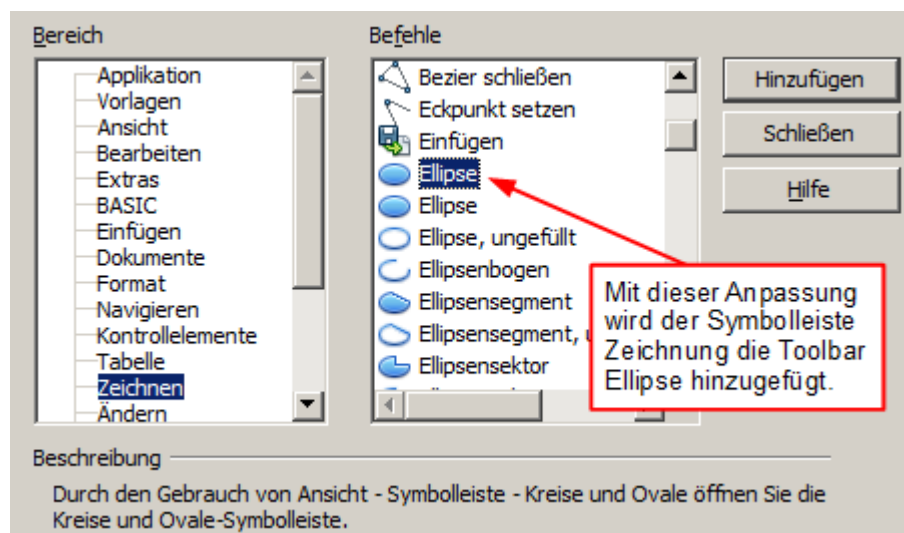 Bereich
Applikation
Vorlagen
Ansicht
Bearbeiten
Extras
BASIC
Einfügen
Dokumente
Format
Navigieren
Kontrollelemente
Tabelle
Zeichnen
Ändern
Befehle
Bezier schließen
Eckpunkt setzen
Einfügen
Ellipse
Ellipse
Ellipse, ungefüllt
Ellipsenbogen
Ellipsensegment
Ellipsensegment,
Ellipsensektor
Hinzufügen
Schließen
Hilfe
Mit dieser Anpassung
wird der Symbolleiste
Zeichnung die Toolbar
Ellipse hinzugefügt.
Beschreibung
Durch den Gebrauch von Ansicht - Symbolleiste - Kreise und Ovale öffnen Sie die
Kreise und Ovale-Symbolleiste.